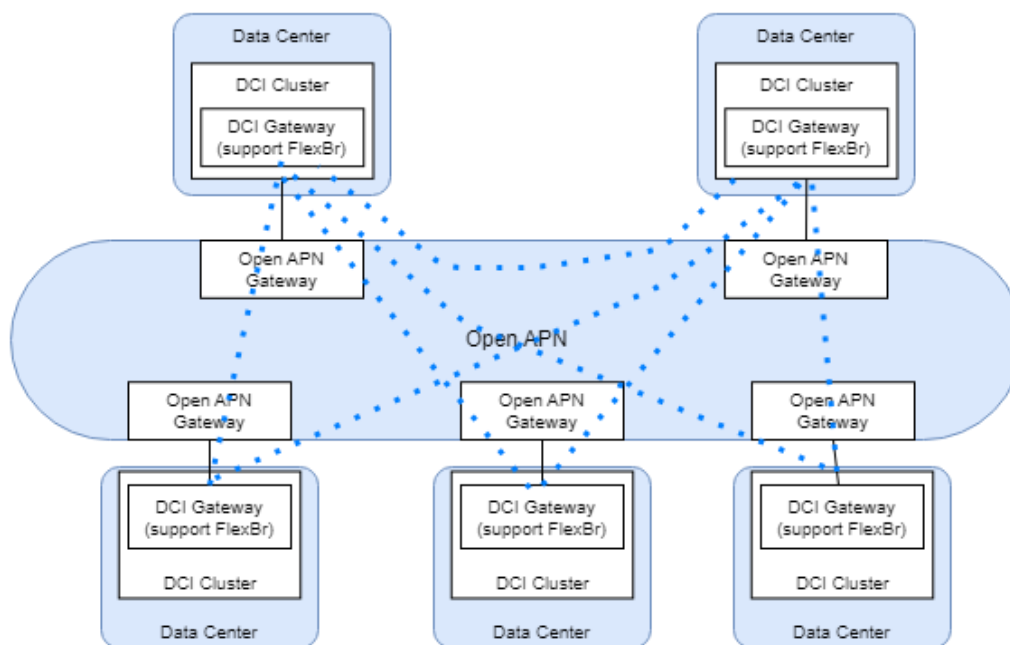 Data Center
DCI Cluster
DCI Gateway
(support FlexBr)
Data Center
DCI Cluster
DCI Gateway
(support FlexBr)
Open APN
Gateway
Open APN
Gateway
Open APN
Open APN
Gateway
Open APN
Gateway
Open APN
Gateway
DCI Gateway
(support FlexBr)
DCI Cluster
Data Center
DCI Gateway
(support FlexBr)
DCI Cluster
Data Center
DCI Gateway
(support FlexBr)
DCI Cluster
Data Center